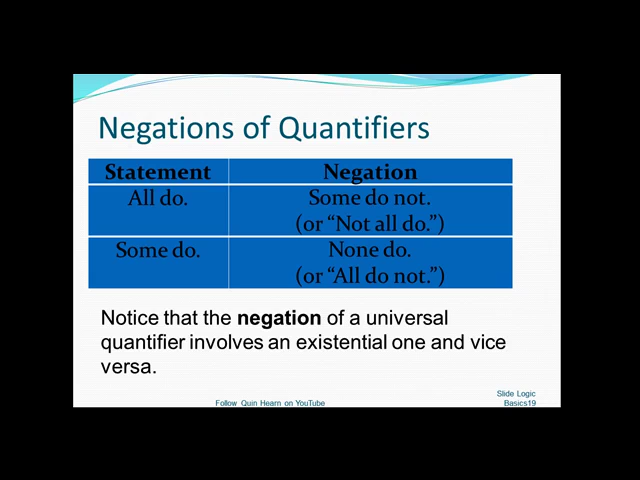 Negations of Quantifiers
Statement Negation
All do. Some do not.
(or “Not all do.”)
Some do. None do.
(or “All do not.”)
Notice that the negation of a universal
quantifier involves an existential one and vice
versa.
Slide Logic
Follow Quin Hearn on YouTube Basics19